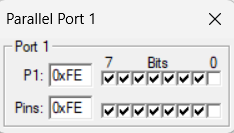 Parallel Port 1
Port 1
7 Bits 0
P1: 0xFE
Pins: 0xFE